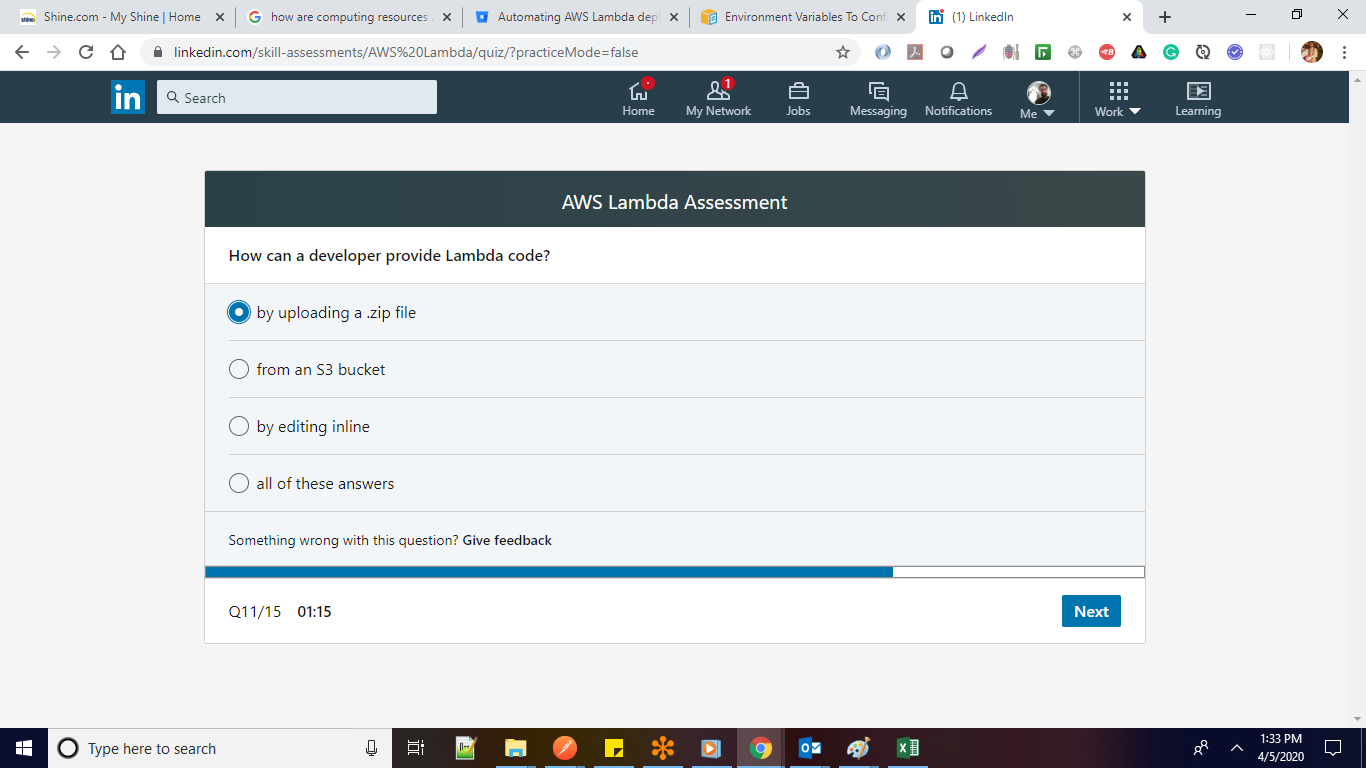 Shine.com - My Shine | Home
how are computing resources
Automating AWS Lambda depl
Environment Variables To Conf
(1) LinkedIn
linkedin.com/skill-assessments/AWS%20Lambda/quiz/?practiceMode=false
in
Search
Home
1
My Network
Jobs
Messaging
Notifications
Me
Work
Learning
AWS Lambda Assessment
How can a developer provide Lambda code?
by uploading a .zip file
from an S3 bucket
by editing inline
all of these answers
Something wrong with this question? Give feedback
Q11/15 01:15
Next
Type here to search
1:33 PM
4/5/2020